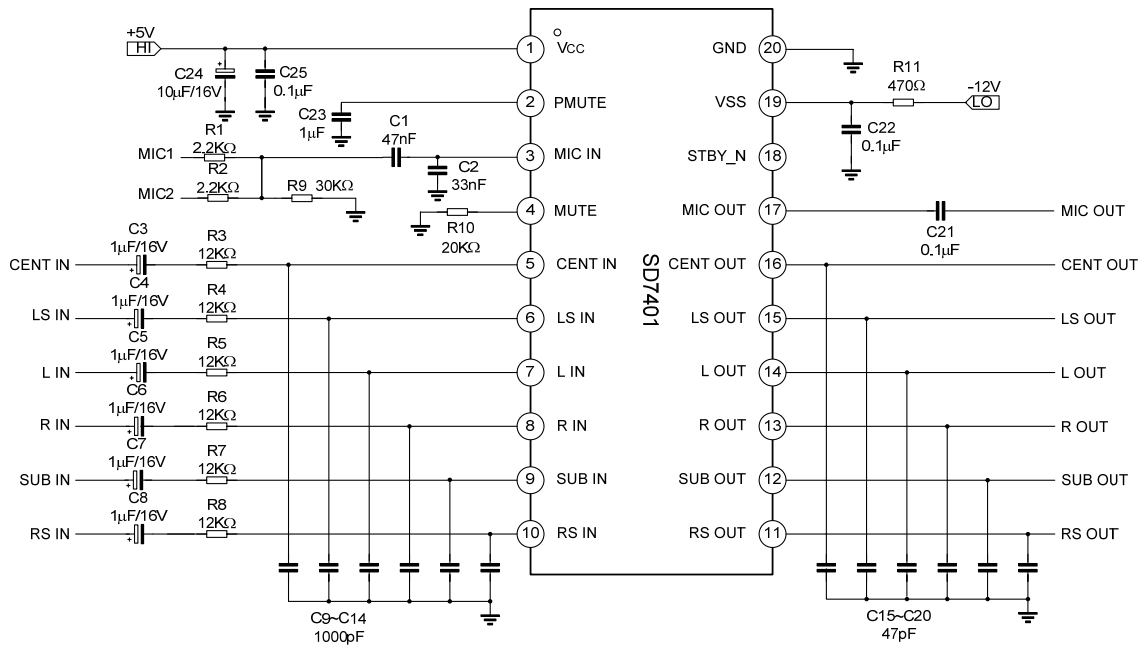 +5V
HI
C24
10μF/16V
C25
0.1μF
1
VCC
GND
20
R11
470Ω
-12V
LO
C23
1μF
2
PMUTE
VSS
19
C22
0.1μF
MIC1
R1
2.2KΩ
C1
47nF
C2
33nF
3
MIC IN
STBY_N
18
MIC2
R2
2.2KΩ
R9
30KΩ
R10
20KΩ
4
MUTE
MIC OUT
17
C21
0.1μF
MIC OUT
SD7401
CENT IN
C3
1μF/16V
R3
12KΩ
5
CENT IN
CENT OUT
16
CENT OUT
LS IN
C4
1μF/16V
R4
12KΩ
6
LS IN
LS OUT
15
LS OUT
L IN
C5
1μF/16V
R5
12KΩ
7
L IN
L OUT
14
L OUT
R IN
C6
1μF/16V
R6
12KΩ
8
R IN
R OUT
13
R OUT
SUB IN
C7
1μF/16V
R7
12KΩ
9
SUB IN
SUB OUT
12
SUB OUT
RS IN
C8
1μF/16V
R8
12KΩ
10
RS IN
RS OUT
11
RS OUT
C9~C14
1000pF
C15~C20
47pF